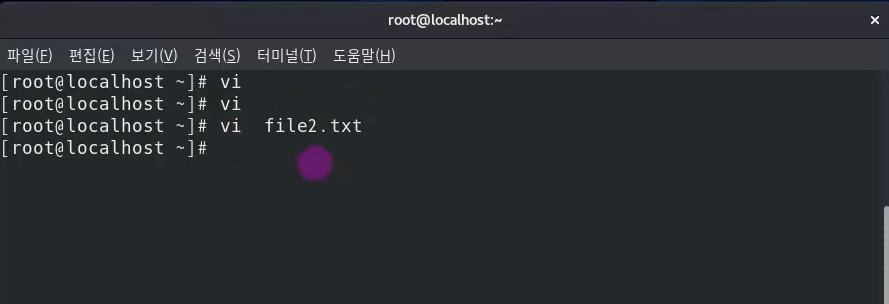 root@localhost:~
파일(F) 편집(E) 보기(V) 검색(S) 터미널(T) 도움말(H)
[root@localhost ~]# vi
[root@localhost ~]# vi
[root@localhost ~]# vi  file2.txt
[root@localhost ~]#